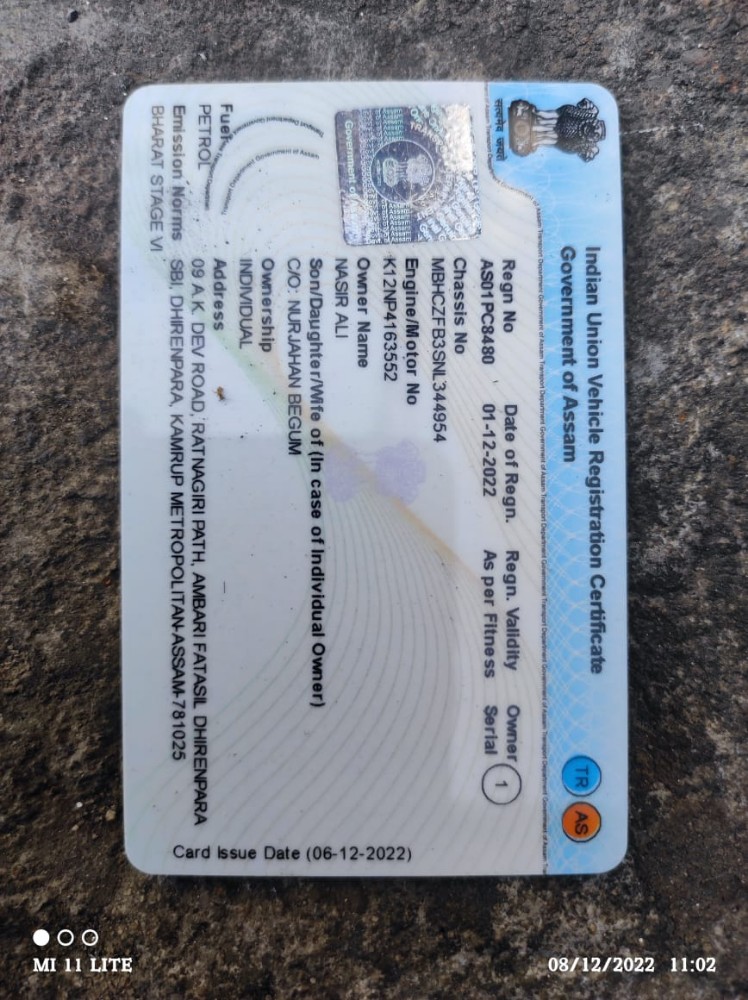 Indian Union Vehicle Registration Certificate
Government of Assam
TR AS
सत्यमेव जयते
Regn No Date of Regn. Regn. Validity Owner
AS01PC8480 01-12-2022 As per Fitness Serial 1
Chassis No
MBHCZFB3SNL344954
Engine/Motor No
K12NP4163552
Owner Name
NASIR ALI
Son/Daughter/Wife of (In case of Individual Owner)
C/O: NURJAHAN BEGUM
Ownership
INDIVIDUAL
Fuel
PETROL
Emission Norms
BHARAT STAGE VI
Address
09 A.K. DEV ROAD, RATNAGIRI PATH, AMBARI FATASIL DHIRENPARA
SBI, DHIRENPARA, KAMRUP METROPOLITAN-ASSAM-781025
Card Issue Date (06-12-2022)
MI 11 LITE
08/12/2022 11:02